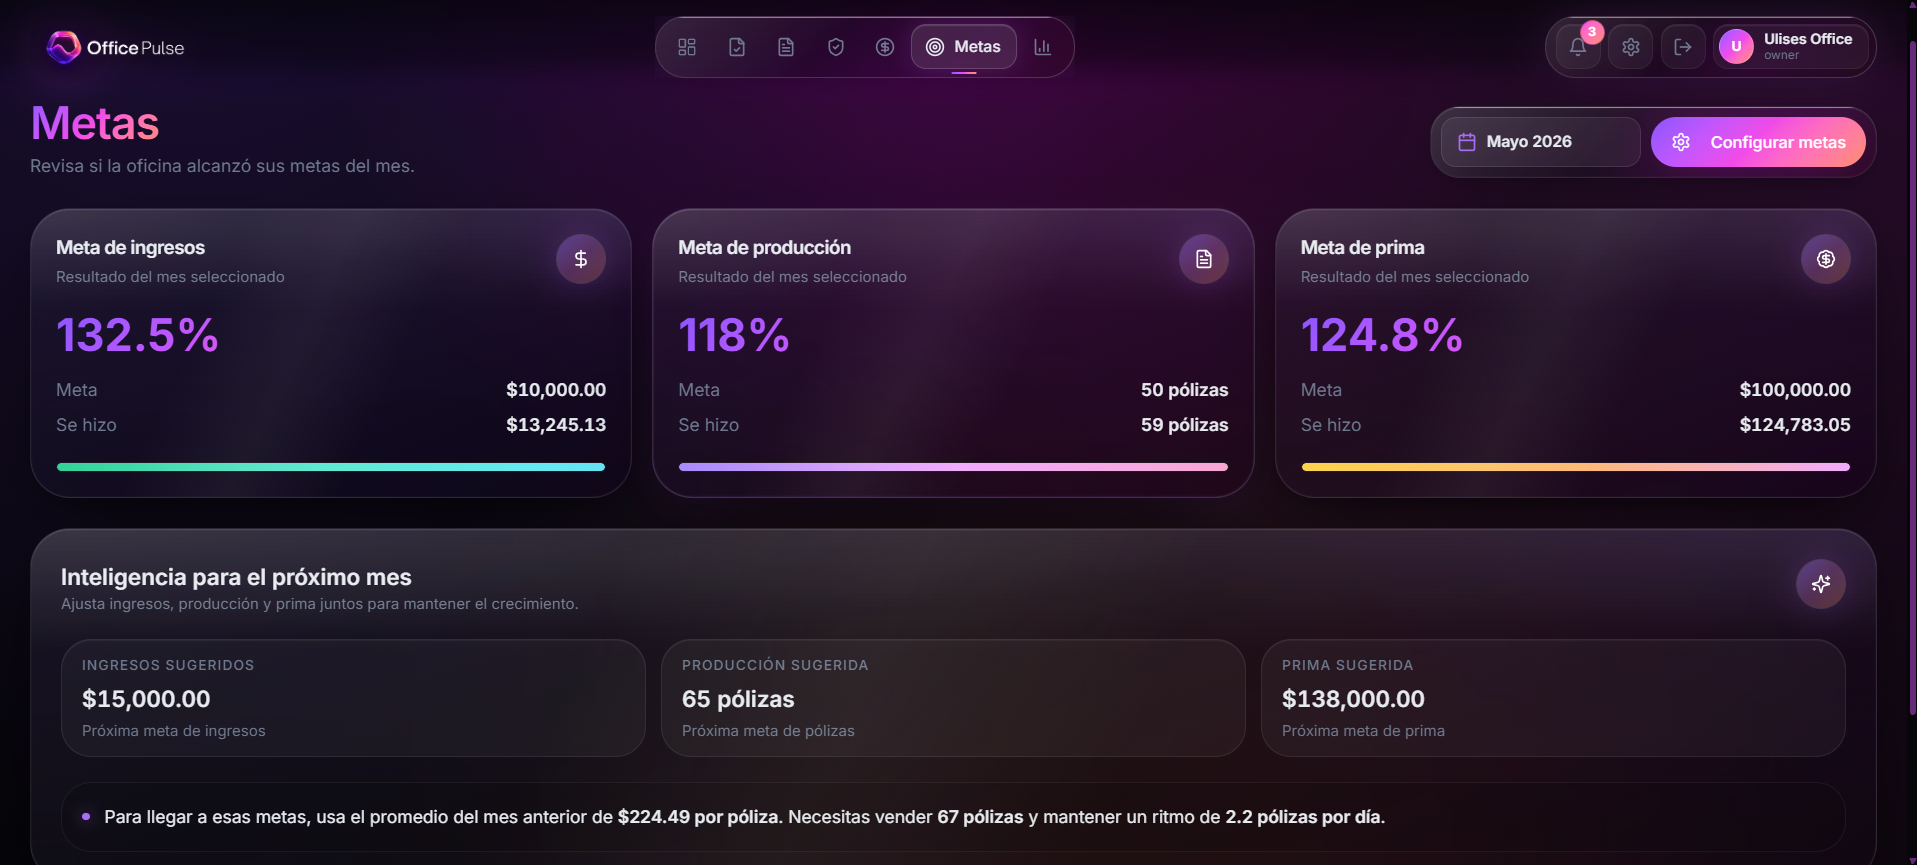 OfficePulse
Metas
3
U
Ulises Office
owner
Metas
Revisa si la oficina alcanzó sus metas del mes.
Mayo 2026
Configurar metas
Meta de ingresos
Resultado del mes seleccionado
132.5%
Meta $10,000.00
Se hizo $13,245.13
Meta de producción
Resultado del mes seleccionado
118%
Meta 50 pólizas
Se hizo 59 pólizas
Meta de prima
Resultado del mes seleccionado
124.8%
Meta $100,000.00
Se hizo $124,783.05
Inteligencia para el próximo mes
Ajusta ingresos, producción y prima juntos para mantener el crecimiento.
INGRESOS SUGERIDOS
$15,000.00
Próxima meta de ingresos
PRODUCCIÓN SUGERIDA
65 pólizas
Próxima meta de pólizas
PRIMA SUGERIDA
$138,000.00
Próxima meta de prima
Para llegar a esas metas, usa el promedio del mes anterior de $224.49 por póliza. Necesitas vender 67 pólizas y mantener un ritmo de 2.2 pólizas por día.